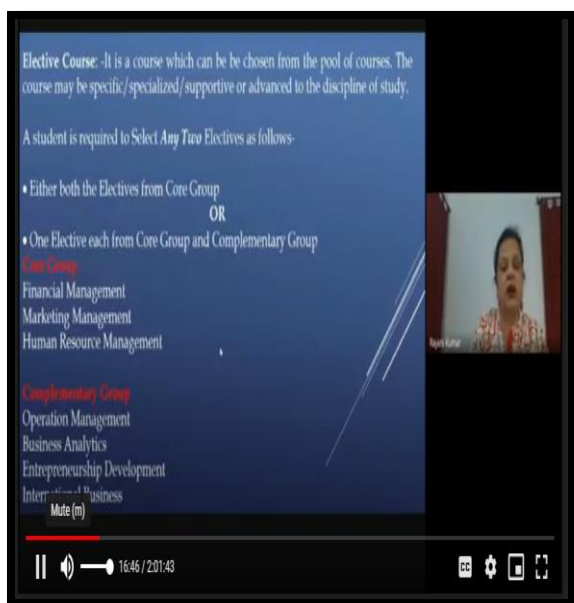 Elective Course: -It is a course which can be be chosen from the pool of courses. The
course may be specific/specialized/supportive or advanced to the discipline of study.
A student is required to Select Any Two Electives as follows-
• Either both the Electives from Core Group
OR
• One Elective each from Core Group and Complementary Group
Core Group
Financial Management
Marketing Management
Human Resource Management
Complementary Group
Operation Management
Business Analytics
Entrepreneurship Development
International Business
Mute (m)
Rajani Kumar
16:46 / 2:01:43
CC